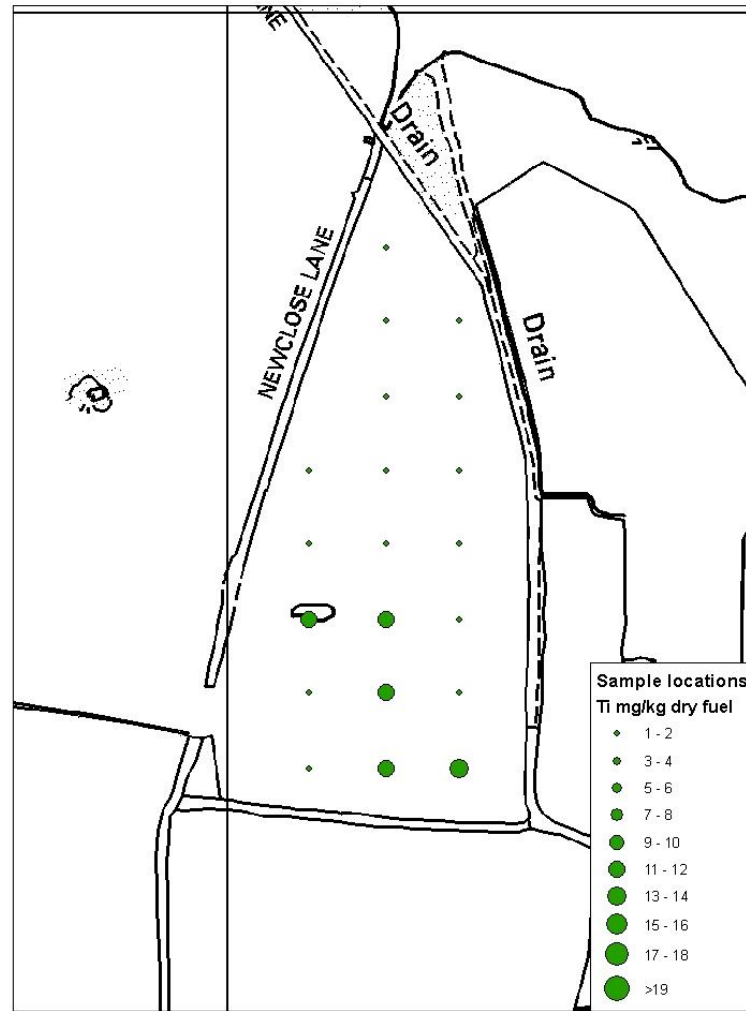 Drain
NEWCLOSE LANE
Drain
Sample locations
Ti mg/kg dry fuel
1 - 2
3 - 4
5 - 6
7 - 8
9 - 10
11 - 12
13 - 14
15 - 16
17 - 18
>19